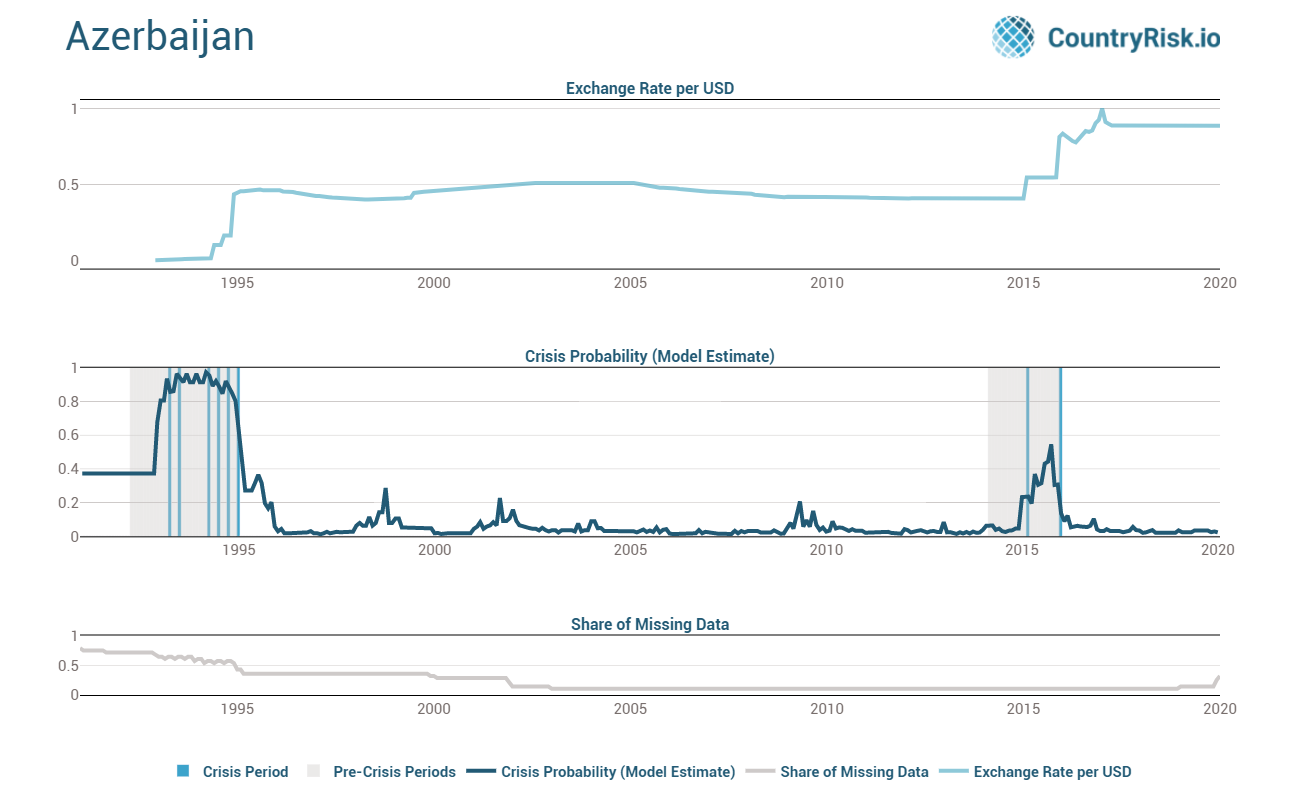 Azerbaijan
CountryRisk.io
Exchange Rate per USD
1
0.5
0
1995 2000 2005 2010 2015 2020
Crisis Probability (Model Estimate)
1
0.8
0.6
0.4
0.2
0
1995 2000 2005 2010 2015 2020
Share of Missing Data
1
0.5
0
1995 2000 2005 2010 2015 2020
Crisis Period Pre-Crisis Periods Crisis Probability (Model Estimate) Share of Missing Data Exchange Rate per USD